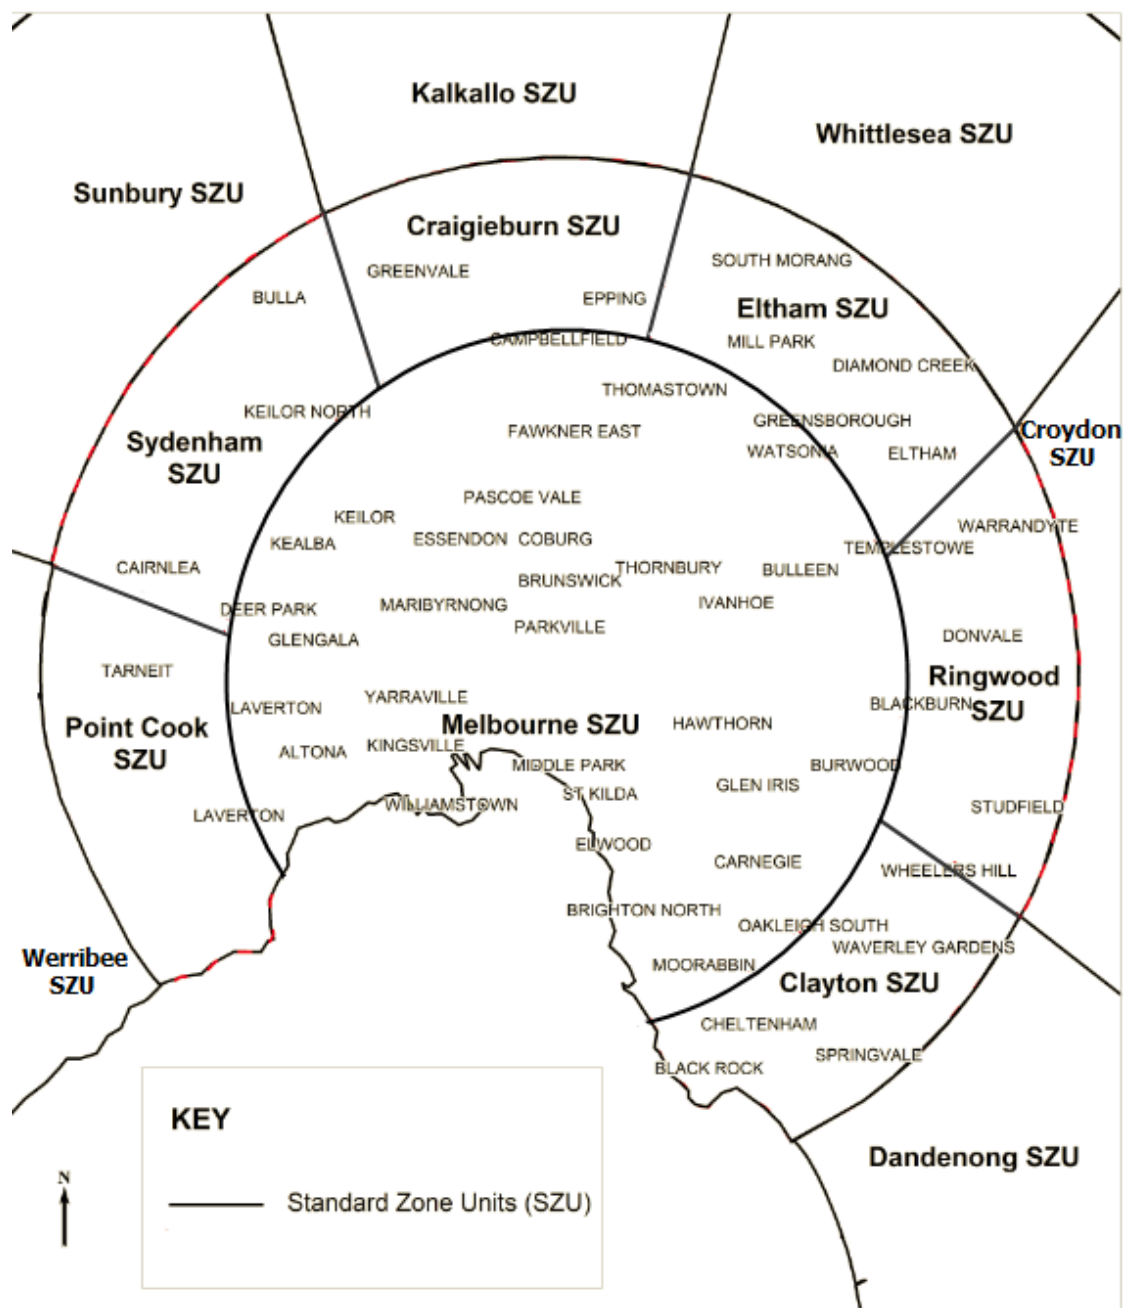 Kalkallo SZU
Whittlesea SZU
Sunbury SZU
Craigieburn SZU
SOUTH MORANG
GREENVALE
BULLA
EPPING
Eltham SZU
CAMPBELLFIELD
MILL PARK
DIAMOND CREEK
THOMASTOWN
KEILOR NORTH
GREENSBOROUGH
FAWKNER EAST
Croydon
SZU
Sydenham
SZU
WATSONIA
ELTHAM
PASCOE VALE
KEILOR
WARRANDYTE
KEALBA
ESSENDON
COBURG
TEMPLESTOWE
CAIRNLEA
THORNBURY
BULLEEN
BRUNSWICK
DEER PARK
MARIBYRNONG
IVANHOE
GLENGALA
PARKVILLE
DONVALE
TARNEIT
Ringwood
SZU
LAVERTON
YARRAVILLE
BLACKBURN
Point Cook
SZU
Melbourne SZU
HAWTHORN
ALTONA
KINGSVILLE
MIDDLE PARK
BURWOOD
GLEN IRIS
ST KILDA
LAVERTON
WILLIAMSTOWN
STUDFIELD
ELWOOD
CARNEGIE
WHEELERS HILL
BRIGHTON NORTH
OAKLEIGH SOUTH
WAVERLEY GARDENS
Werribee
SZU
MOORABBIN
Clayton SZU
CHELTENHAM
SPRINGVALE
BLACK ROCK
KEY
Dandenong SZU
N
Standard Zone Units (SZU)